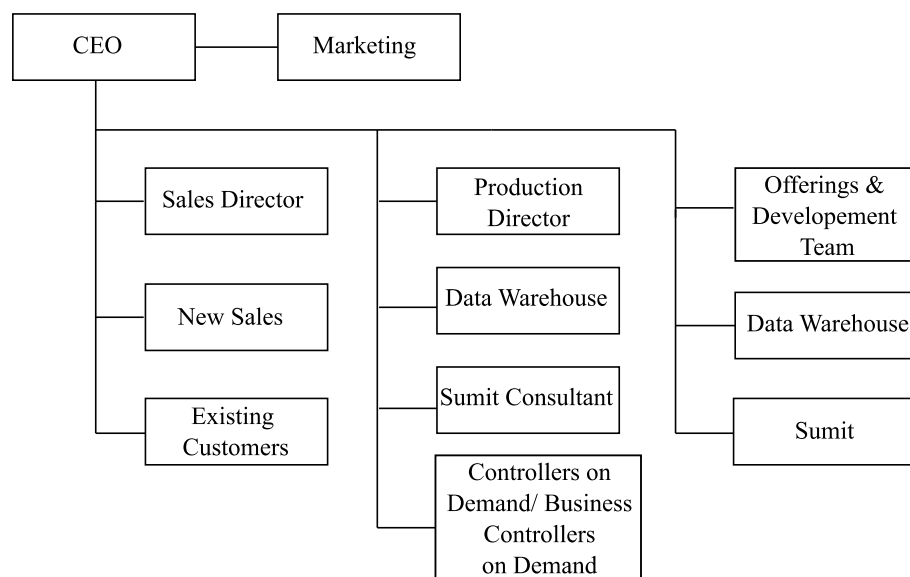 CEO
Marketing
Sales Director
New Sales
Existing
Customers
Production
Director
Data Warehouse
Sumit Consultant
Controllers on
Demand/ Business
Controllers
on Demand
Offerings &
Developement
Team
Data Warehouse
Sumit